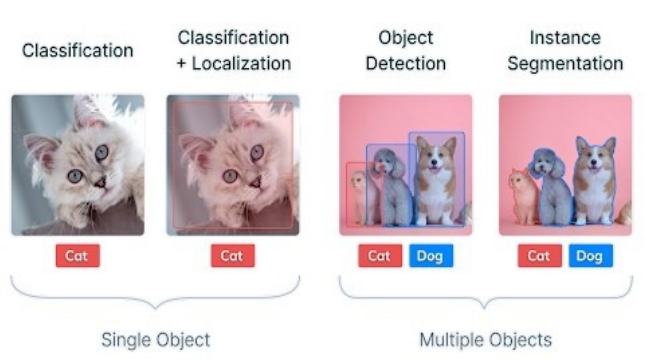 Classification
Classification
+ Localization
Object
Detection
Instance
Segmentation
Cat
Cat
Cat Dog
Cat Dog
Single Object
Multiple Objects